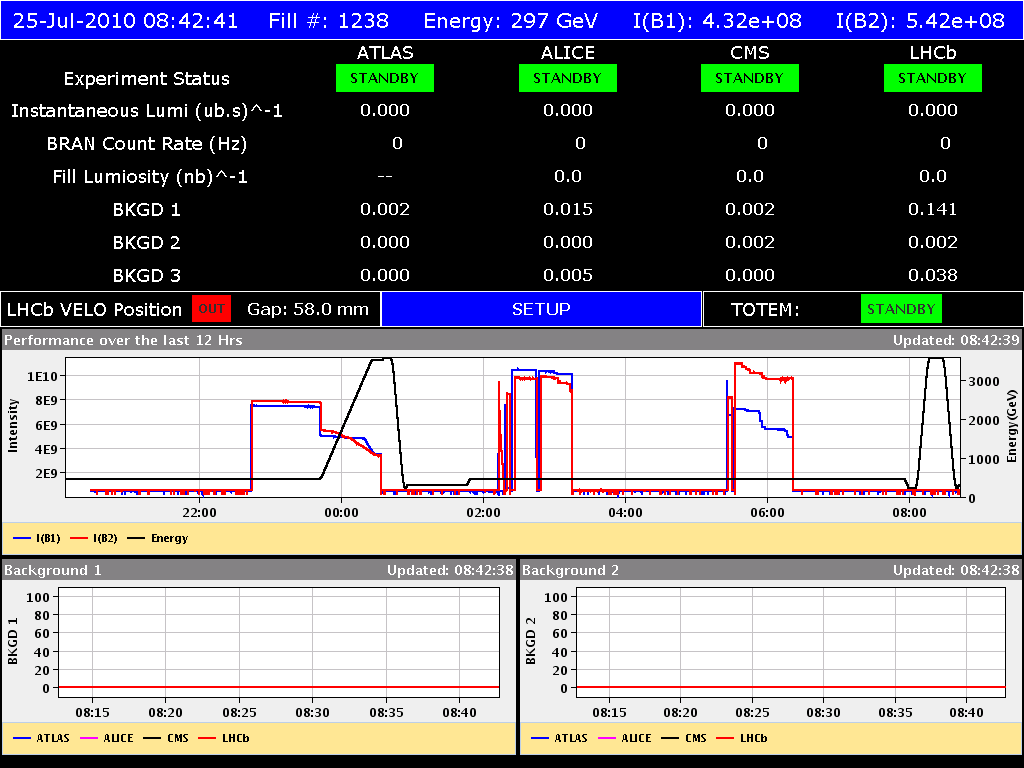 25-Jul-2010 08:42:41 Fill #: 1238 Energy: 297 GeV I(B1): 4.32e+08 I(B2): 5.42e+08
ATLAS ALICE CMS LHCb
Experiment Status STANDBY STANDBY STANDBY STANDBY
Instantaneous Lumi (ub.s)^-1 0.000 0.000 0.000 0.000
BRAN Count Rate (Hz) 0 0 0 0
Fill Lumiosity (nb)^-1 -- 0.0 0.0 0.0
BKGD 1 0.002 0.015 0.002 0.141
BKGD 2 0.000 0.000 0.002 0.002
BKGD 3 0.000 0.005 0.000 0.038
LHCb VELO Position OUT Gap: 58.0 mm SETUP TOTEM: STANDBY
Performance over the last 12 Hrs Updated: 08:42:39
Intensity
1E10
8E9
6E9
4E9
2E9
3000
2000
1000
0
Energy(GeV)
22:00 00:00 02:00 04:00 06:00 08:00
I(B1) I(B2) Energy
Background 1 Updated: 08:42:38
BKGD 1
100
80
60
40
20
0
08:15 08:20 08:25 08:30 08:35 08:40
ATLAS ALICE CMS LHCb
Background 2 Updated: 08:42:38
BKGD 2
100
80
60
40
20
0
08:15 08:20 08:25 08:30 08:35 08:40
ATLAS ALICE CMS LHCb